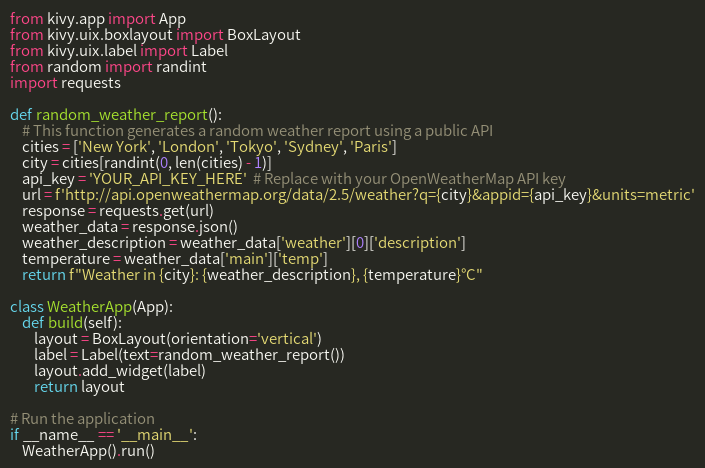 from kivy.app import App
from kivy.uix.boxlayout import BoxLayout
from kivy.uix.label import Label
from random import randint
import requests

def random_weather_report():
    # This function generates a random weather report using a public API
    cities = ['New York', 'London', 'Tokyo', 'Sydney', 'Paris']
    city = cities[randint(0, len(cities) - 1)]
    api_key = 'YOUR_API_KEY_HERE'  # Replace with your OpenWeatherMap API key
    url = f'http://api.openweathermap.org/data/2.5/weather?q={city}&appid={api_key}&units=metric'
    response = requests.get(url)
    weather_data = response.json()
    weather_description = weather_data['weather'][0]['description']
    temperature = weather_data['main']['temp']
    return f"Weather in {city}: {weather_description}, {temperature}°C"

class WeatherApp(App):
    def build(self):
        layout = BoxLayout(orientation='vertical')
        label = Label(text=random_weather_report())
        layout.add_widget(label)
        return layout

# Run the application
if __name__ == '__main__':
    WeatherApp().run()